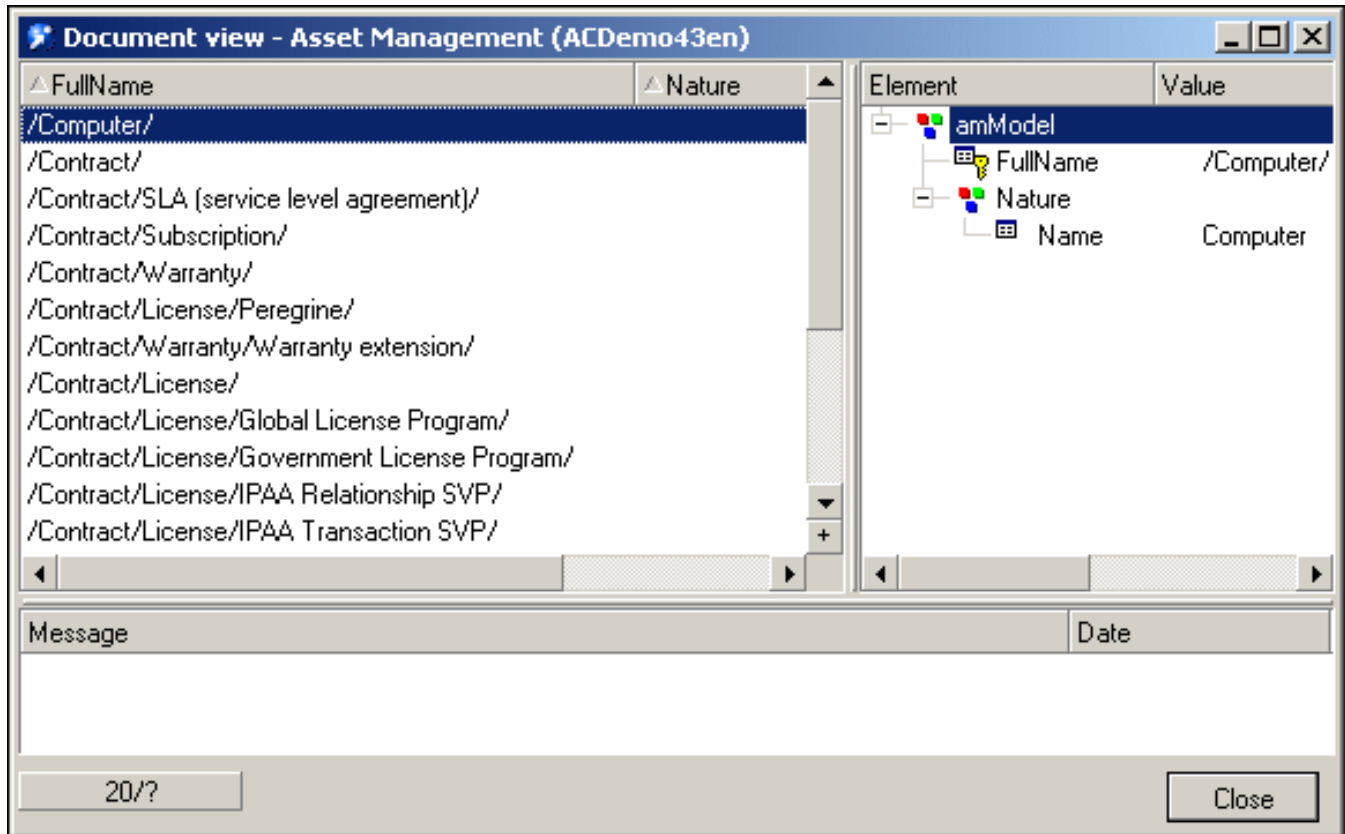 Document view - Asset Management (ACDemo43en)
FullName Nature
/Computer/
/Contract/
/Contract/SLA (service level agreement)/
/Contract/Subscription/
/Contract/Warranty/
/Contract/License/Peregrine/
/Contract/Warranty/Warranty extension/
/Contract/License/
/Contract/License/Global License Program/
/Contract/License/Government License Program/
/Contract/License/IPAA Relationship SVP/
/Contract/License/IPAA Transaction SVP/
Element Value
amModel
FullName /Computer/
Nature
Name Computer
Message Date
20/?
Close